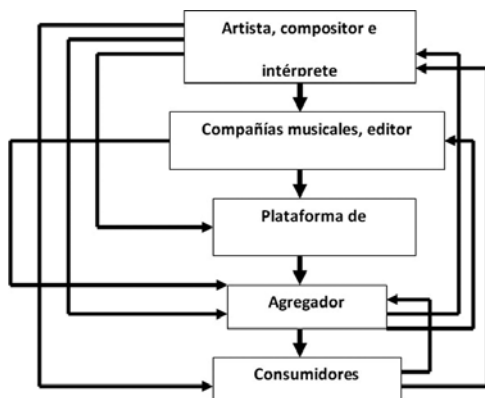 Artista, compositor e
intérprete
Compañías musicales, editor
Plataforma de
Agregador
Consumidores